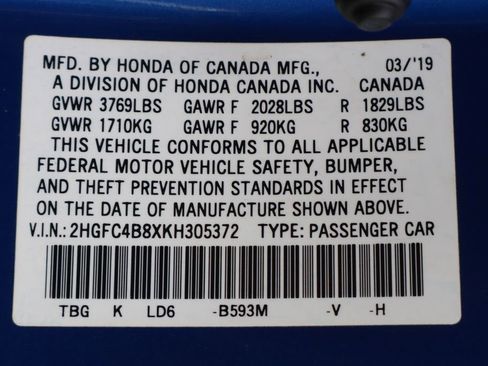 MFD. BY HONDA OF CANADA MFG., 03/'19
A DIVISION OF HONDA CANADA INC. CANADA
GVWR 3769LBS GAWR F 2028LBS R 1829LBS
GVWR 1710KG GAWR F 920KG R 830KG
THIS VEHICLE CONFORMS TO ALL APPLICABLE
FEDERAL MOTOR VEHICLE SAFETY, BUMPER,
AND THEFT PREVENTION STANDARDS IN EFFECT
ON THE DATE OF MANUFACTURE SHOWN ABOVE.
V.I.N: 2HGFC4B8XKH305372 TYPE: PASSENGER CAR
TBG K LD6 -B593M -V -H